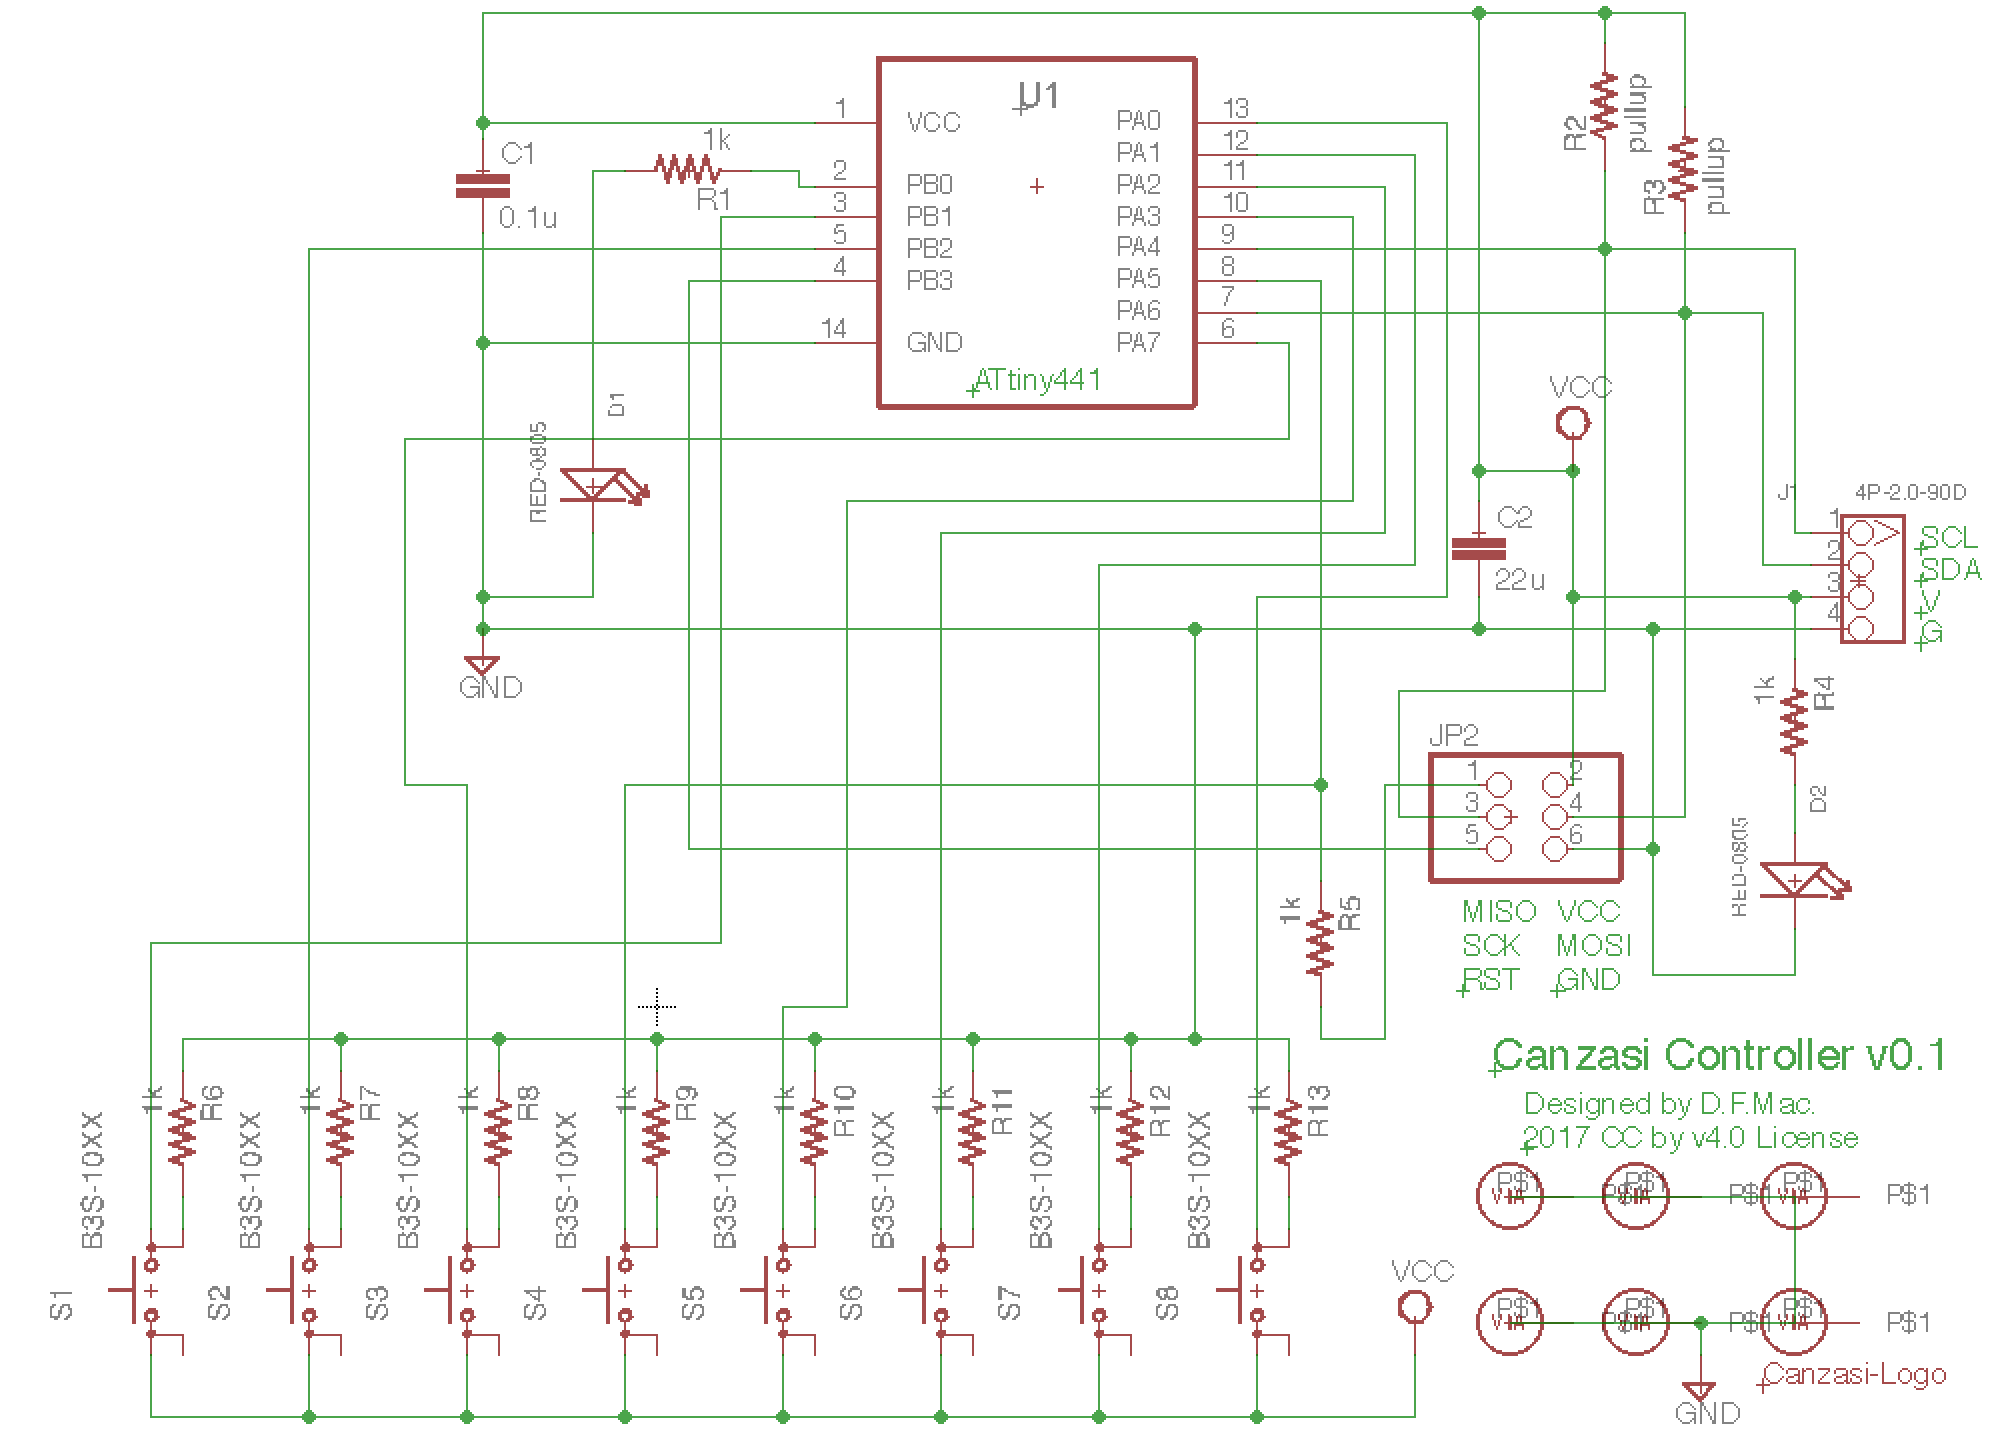 U1
1 VCC
2 PB0
3 PB1
5 PB2
4 PB3
14 GND
PA0 13
PA1 12
PA2 11
PA3 10
PA4 9
PA5 8
PA6 7
PA7 6
ATtiny441
C1
0.1u
1k
R1
R2
pullup
R3
pullup
D1
RED-0805
GND
VCC
C2
22u
J1
4P-2.0-90D
1
2
3
4
SCL
SDA
V
G
1k
R4
D2
RED-0805
JP2
1 2
3 4
5 6
MISO VCC
SCK MOSI
RST GND
1k
R5
1k
R6
1k
R7
1k
R8
1k
R9
1k
R10
1k
R11
1k
R12
1k
R13
B3S-10XX
B3S-10XX
B3S-10XX
B3S-10XX
B3S-10XX
B3S-10XX
B3S-10XX
B3S-10XX
S1
S2
S3
S4
S5
S6
S7
S8
VCC
Canzasi Controller v0.1
Designed by D.F.Mac.
2017 CC by v4.0 License
P$1
P$1
P$1
P$1
P$1
P$1
P$1
P$1
P$1
P$1
Canzasi-Logo
GND